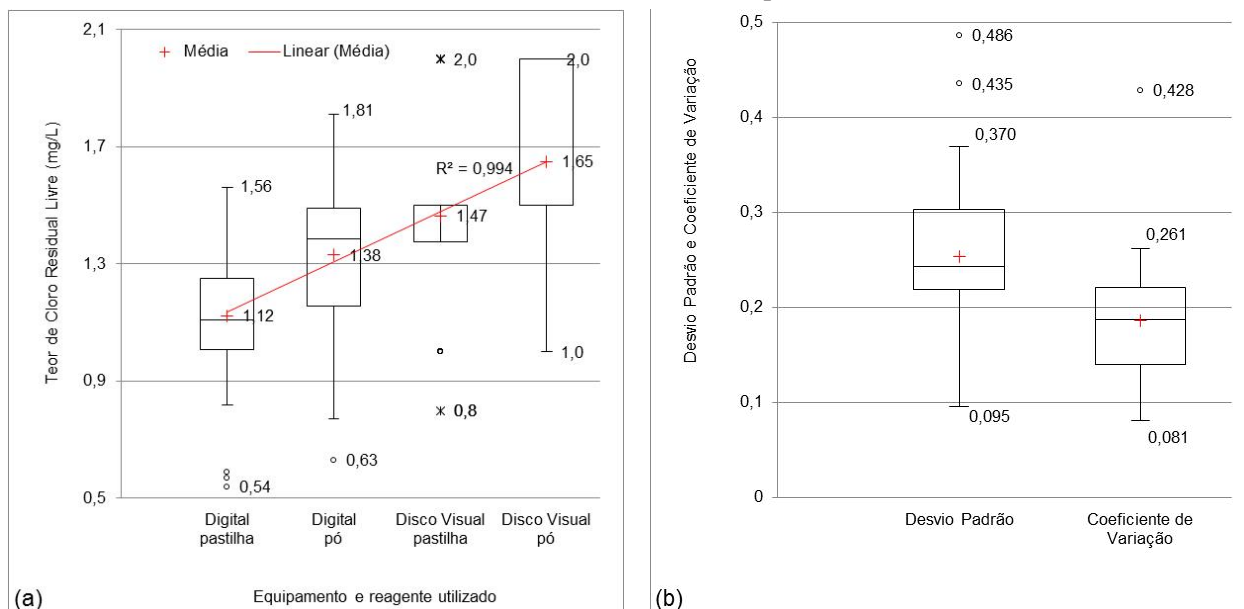 2,1
1,7
1,3
0,9
0,5
Teor de Cloro Residual Livre (mg/L)
Média
Linear (Média)
1,56
1,12
0,54
1,81
1,38
0,63
R² = 0,994
2,0
1,47
0,8
2,0
1,65
1,0
Digital
pastilha
Digital
pó
Disco Visual
pastilha
Disco Visual
pó
Equipamento e reagente utilizado
(a)
0,5
0,4
0,3
0,2
0,1
0
Desvio Padrão e Coeficiente de Variação
0,486
0,435
0,370
0,095
0,428
0,261
0,081
Desvio Padrão
Coeficiente de
Variação
(b)